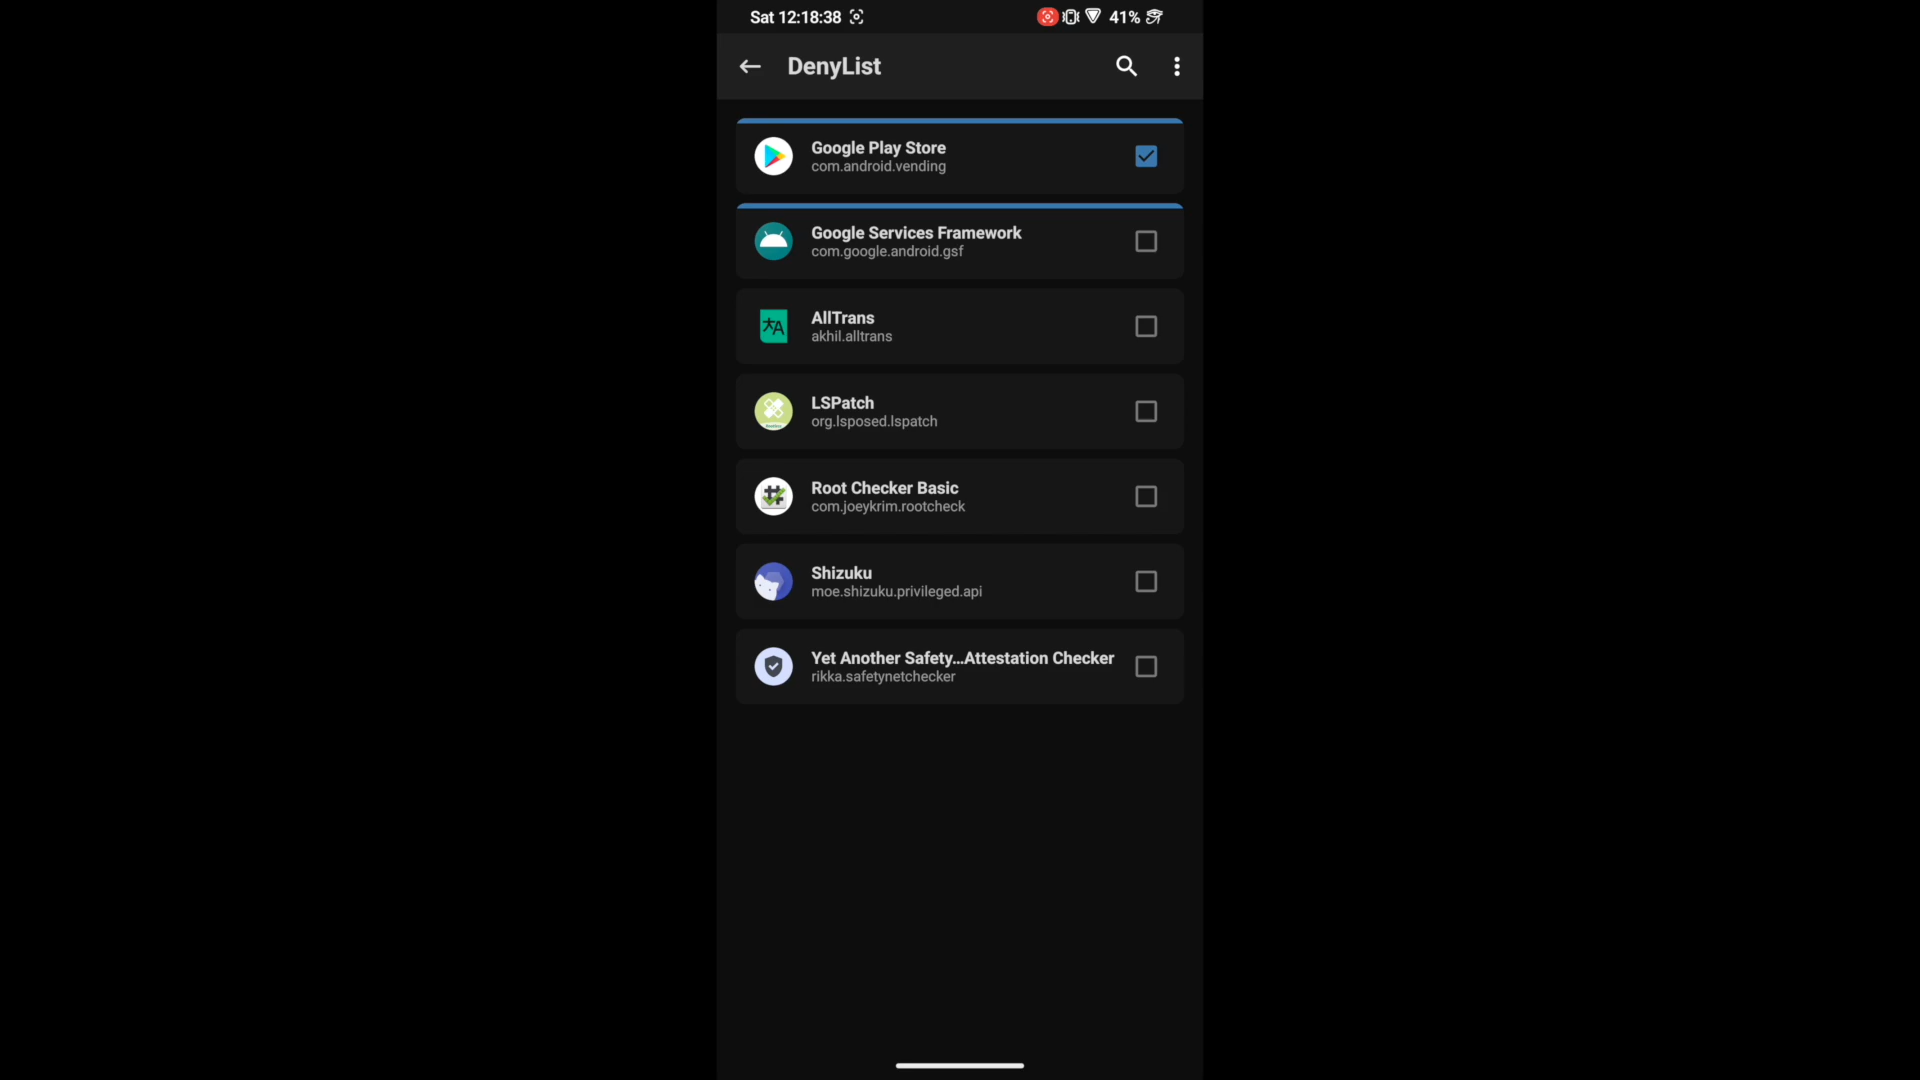 Sat 12:18:38
41%
DenyList
Google Play Store
com.android.vending
Google Services Framework
com.google.android.gsf
AllTrans
akhil.alltrans
LSPatch
org.lsposed.lspatch
Root Checker Basic
com.joeykrim.rootcheck
Shizuku
moe.shizuku.privileged.api
Yet Another Safety...Attestation Checker
rikka.safetynetchecker